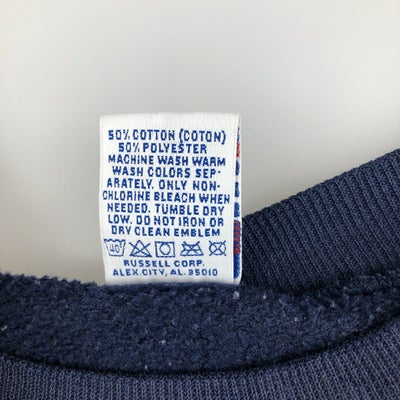 50% COTTON (COTON)
50% POLYESTER
MACHINE WASH WARM
WASH COLORS SEP-
ARATELY. ONLY NON-
CHLORINE BLEACH WHEN
NEEDED. TUMBLE DRY
LOW. DO NOT IRON OR
DRY CLEAN EMBLEM
40
RUSSELL CORP.
ALEX. CITY, AL. 35010